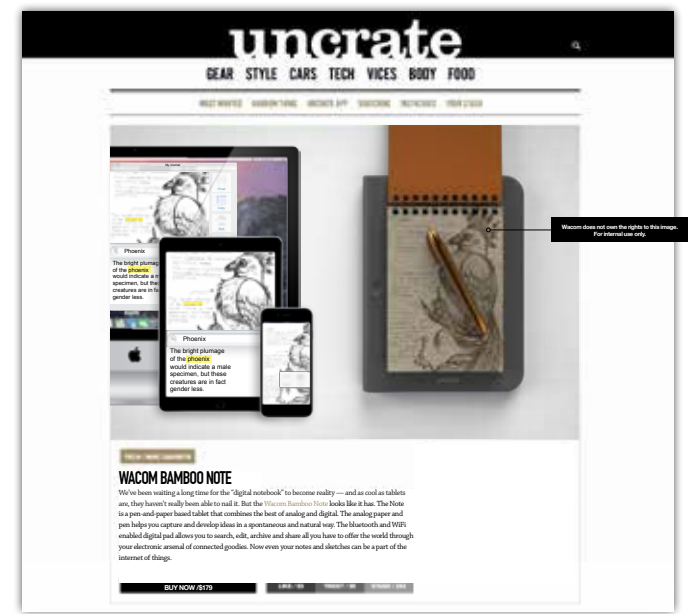 uncrate
GEAR STYLE CARS TECH VICES BODY FOOD
MOST WANTED RANDOM THING UNCRATE APP YOUR STASH
Wacom does not own the rights to this image.
For internal use only.
Phoenix
The bright plumag
of the phoenix
would indicate a m
specimen, but the
creatures are in fa
gender less.
Phoenix
The bright plumage
of the phoenix
would indicate a male
specimen, but these
creatures are in fact
gender less.
WACOM BAMBOO NOTE
We've been waiting a long time for the "digital notebook" to become reality — and as cool as tablets
are, they haven't really been able to nail it. But the Wacom Bamboo Note looks like it has. The Note
is a pen-and-paper based tablet that combines the best of analog and digital. The analog paper and
pen helps you capture and develop ideas in a spontaneous and natural way. The bluetooth and WiFi
enabled digital pad allows you to search, edit, archive and share all you have to offer the world through
your electronic arsenal of connected goodies. Now even your notes and sketches can be a part of the
internet of things.
BUY NOW /$179